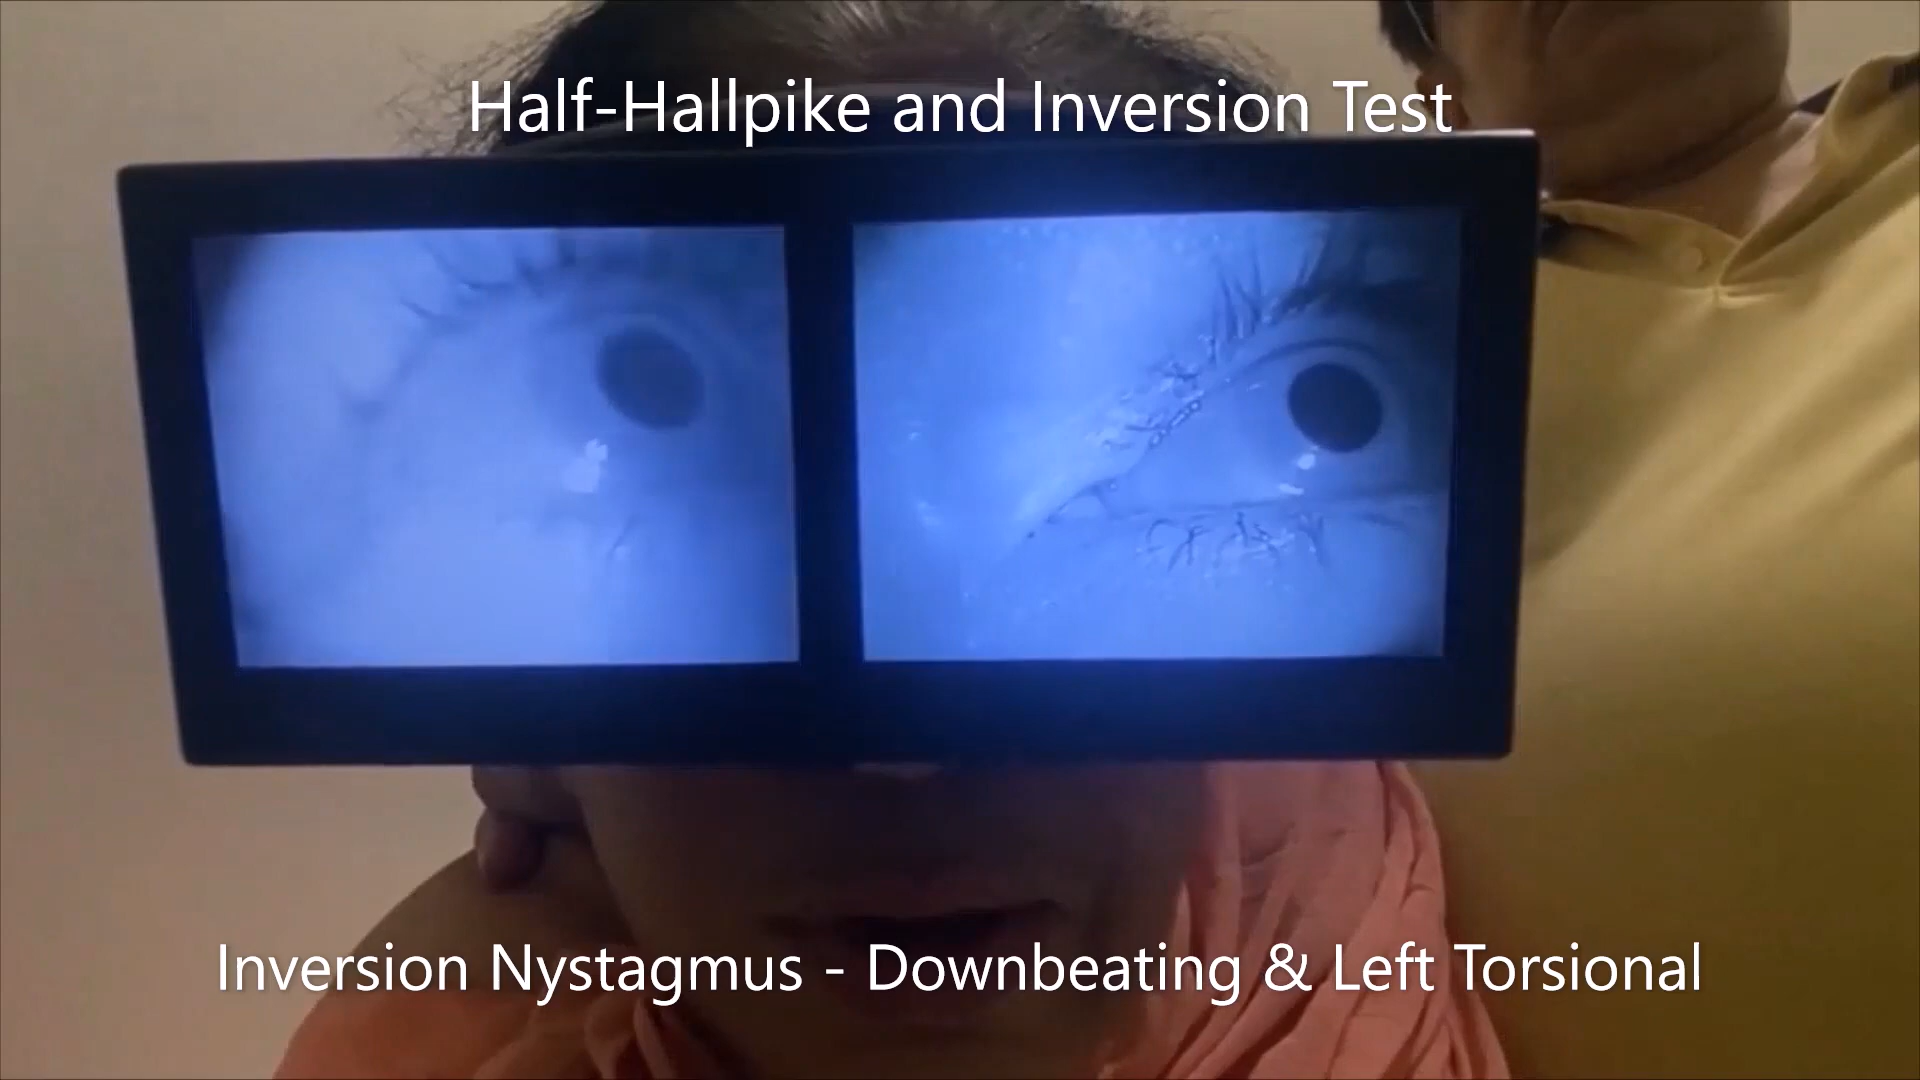 Half-Hallpike and Inversion Test
Inversion Nystagmus - Downbeating & Left Torsional